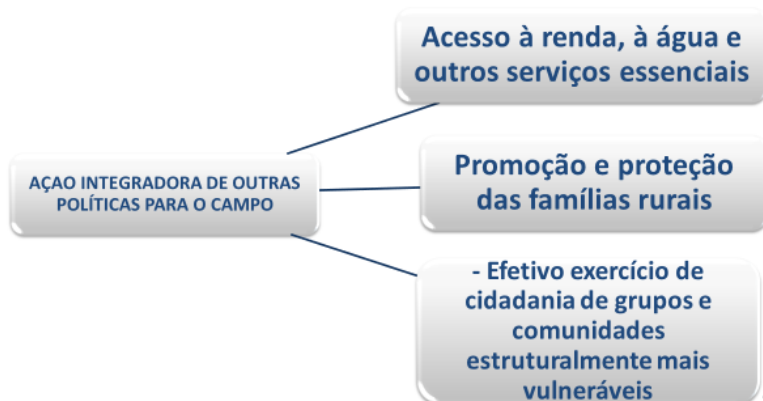 Acesso à renda, à água e
outros serviços essenciais
AÇAO INTEGRADORA DE OUTRAS
POLÍTICAS PARA O CAMPO
Promoção e proteção
das famílias rurais
- Efetivo exercício de
cidadania de grupos e
comunidades
estruturalmente mais
vulneráveis